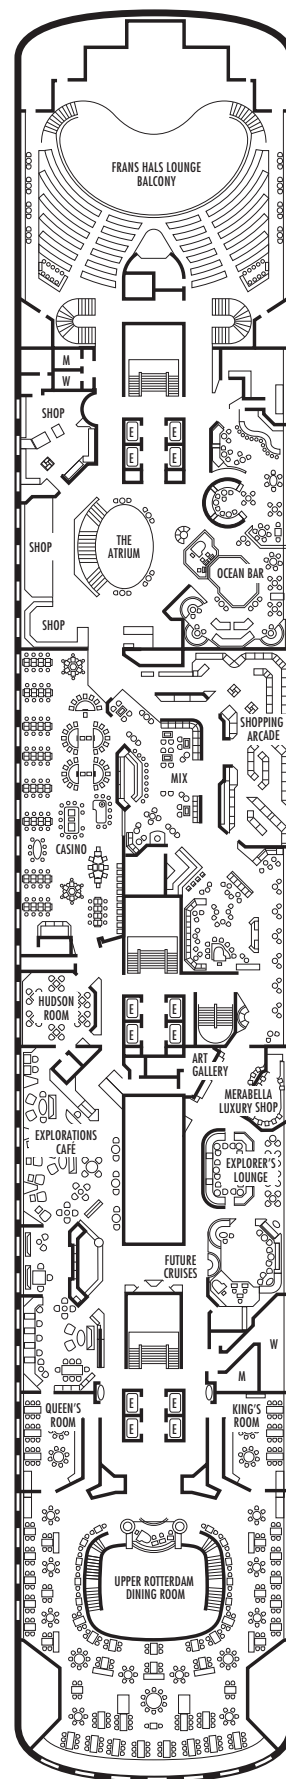 FRANS HALS LOUNGE
BALCONY
M
W
SHOP
E
E
E
E
SHOP
THE
ATRIUM
OCEAN BAR
SHOP
SHOPPING
ARCADE
MIX
CASINO
HUDSON
ROOM
E
E
E
E
ART
GALLERY
MERABELLA
LUXURY SHOP
EXPLORATIONS
CAFÉ
EXPLORER'S
LOUNGE
FUTURE
CRUISES
W
M
QUEEN'S
ROOM
E
E
E
E
KING'S
ROOM
UPPER ROTTERDAM
DINING ROOM